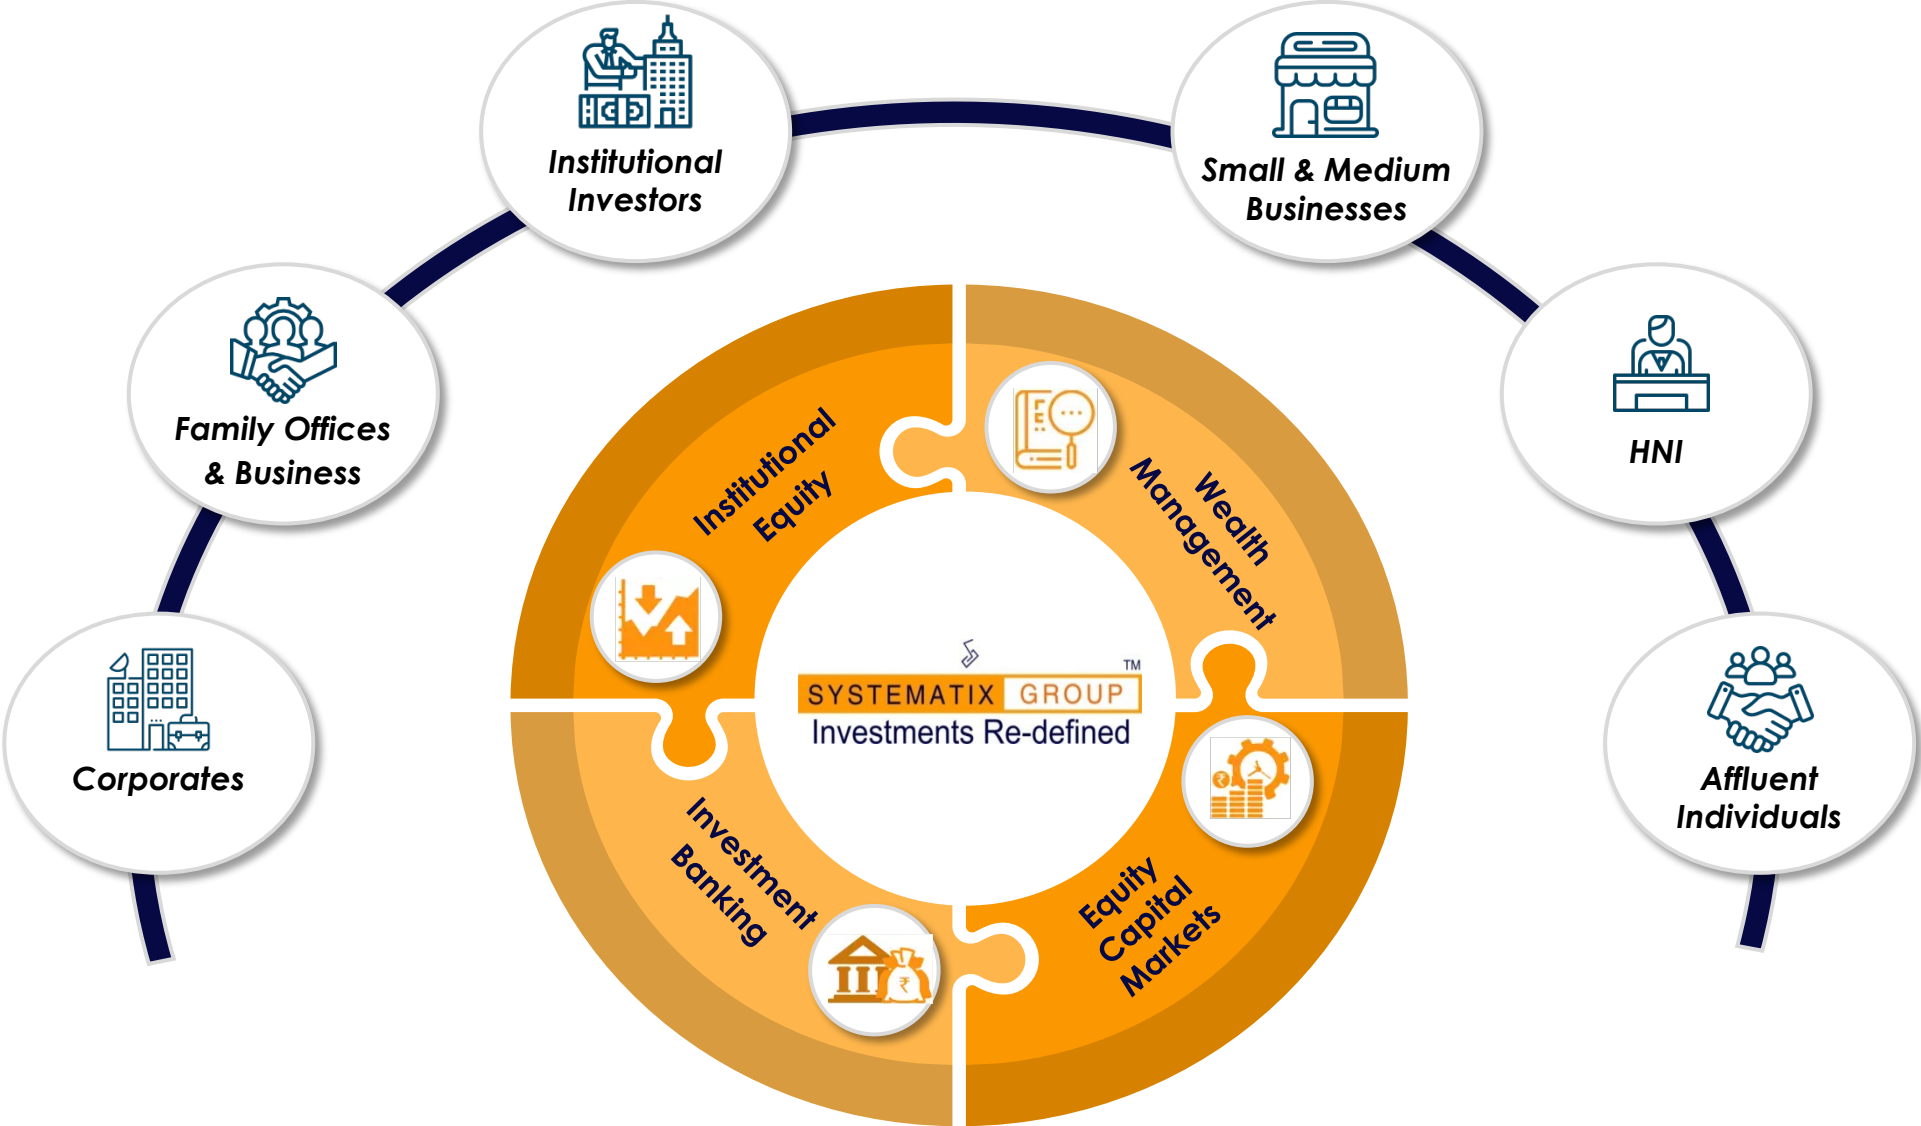 Institutional
Investors
Small & Medium
Businesses
Family Offices
& Business
HNI
Corporates
Affluent
Individuals
Institutional
Equity
Wealth
Management
Investment
Banking
Equity
Capital
Markets
SYSTEMATIX GROUP TM
Investments Re-defined
₹
₹